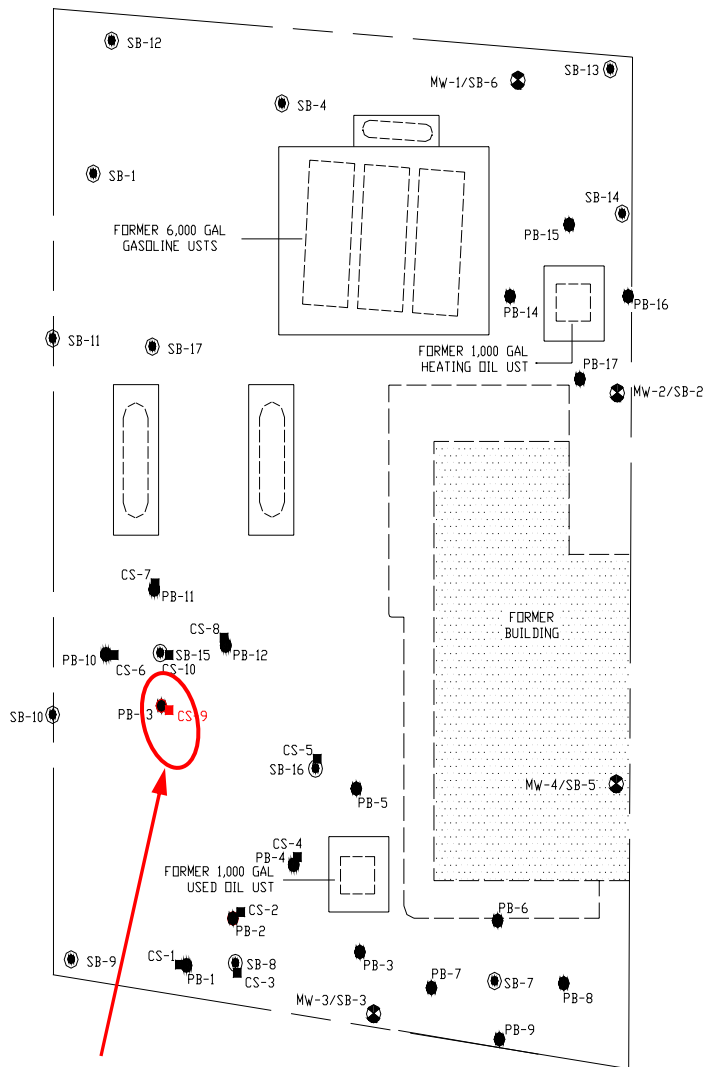 SB-12
SB-13
MW-1/SB-6
SB-4
SB-1
SB-14
PB-15
FORMER 6,000 GAL
GASOLINE USTS
PB-14
PB-16
SB-11
SB-17
FORMER 1,000 GAL
HEATING OIL UST
PB-17
MW-2/SB-2
CS-7
PB-11
FORMER
BUILDING
CS-8
PB-12
PB-10
CS-6
SB-15
CS-10
SB-10
PB-13
CS-9
CS-5
SB-16
PB-5
MW-4/SB-5
CS-4
PB-4
FORMER 1,000 GAL
USED OIL UST
CS-2
PB-2
PB-6
CS-1
PB-1
SB-9
SB-8
CS-3
PB-3
PB-7
SB-7
PB-8
MW-3/SB-3
PB-9